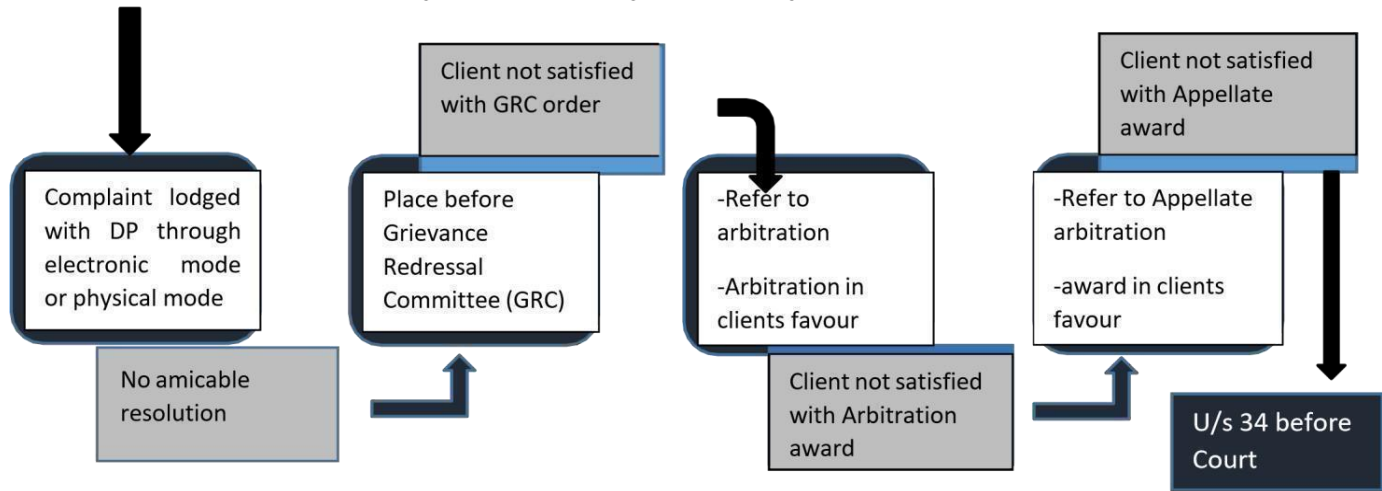 Complaint lodged
with DP through
electronic mode
or physical mode
No amicable
resolution
Place before
Grievance
Redressal
Committee (GRC)
Client not satisfied
with GRC order
-Refer to
arbitration
-Arbitration in
clients favour
Client not satisfied
with Arbitration
award
-Refer to Appellate
arbitration
-award in clients
favour
Client not satisfied
with Appellate
award
U/s 34 before
Court